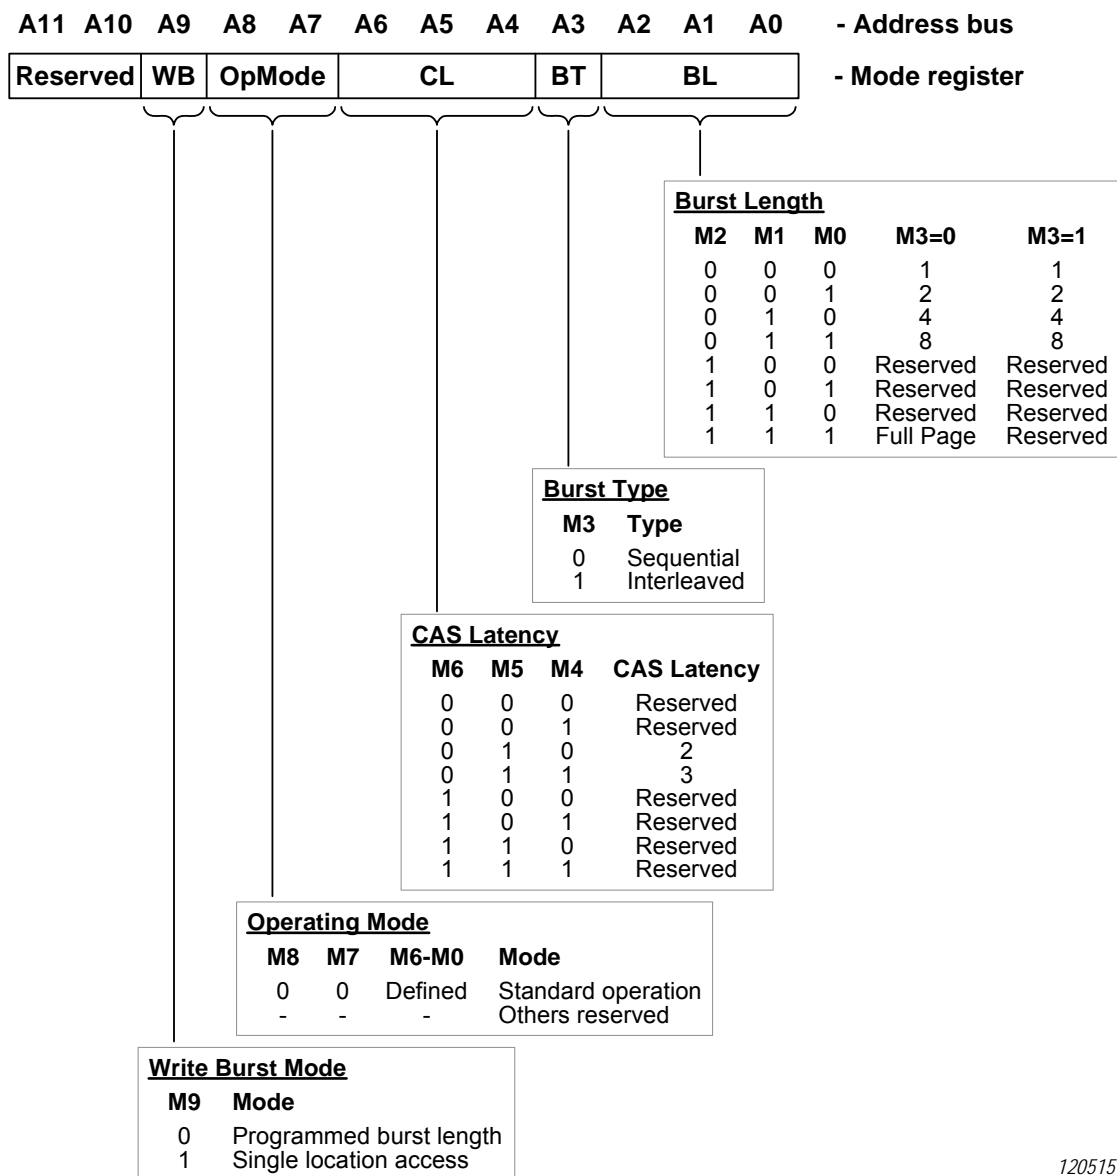 A11 A10 A9 A8 A7 A6 A5 A4 A3 A2 A1 A0 - Address bus
Reserved WB OpMode CL BT BL - Mode register
Burst Length
M2 M1 M0 M3=0 M3=1
0 0 0 1 1
0 0 1 2 2
0 1 0 4 4
0 1 1 8 8
1 0 0 Reserved Reserved
1 0 1 Reserved Reserved
1 1 0 Reserved Reserved
1 1 1 Full Page Reserved
Burst Type
M3 Type
0 Sequential
1 Interleaved
CAS Latency
M6 M5 M4 CAS Latency
0 0 0 Reserved
0 0 1 Reserved
0 1 0 2
0 1 1 3
1 0 0 Reserved
1 0 1 Reserved
1 1 0 Reserved
1 1 1 Reserved
Operating Mode
M8 M7 M6-M0 Mode
0 0 Defined Standard operation
- - - Others reserved
Write Burst Mode
M9 Mode
0 Programmed burst length
1 Single location access
120515